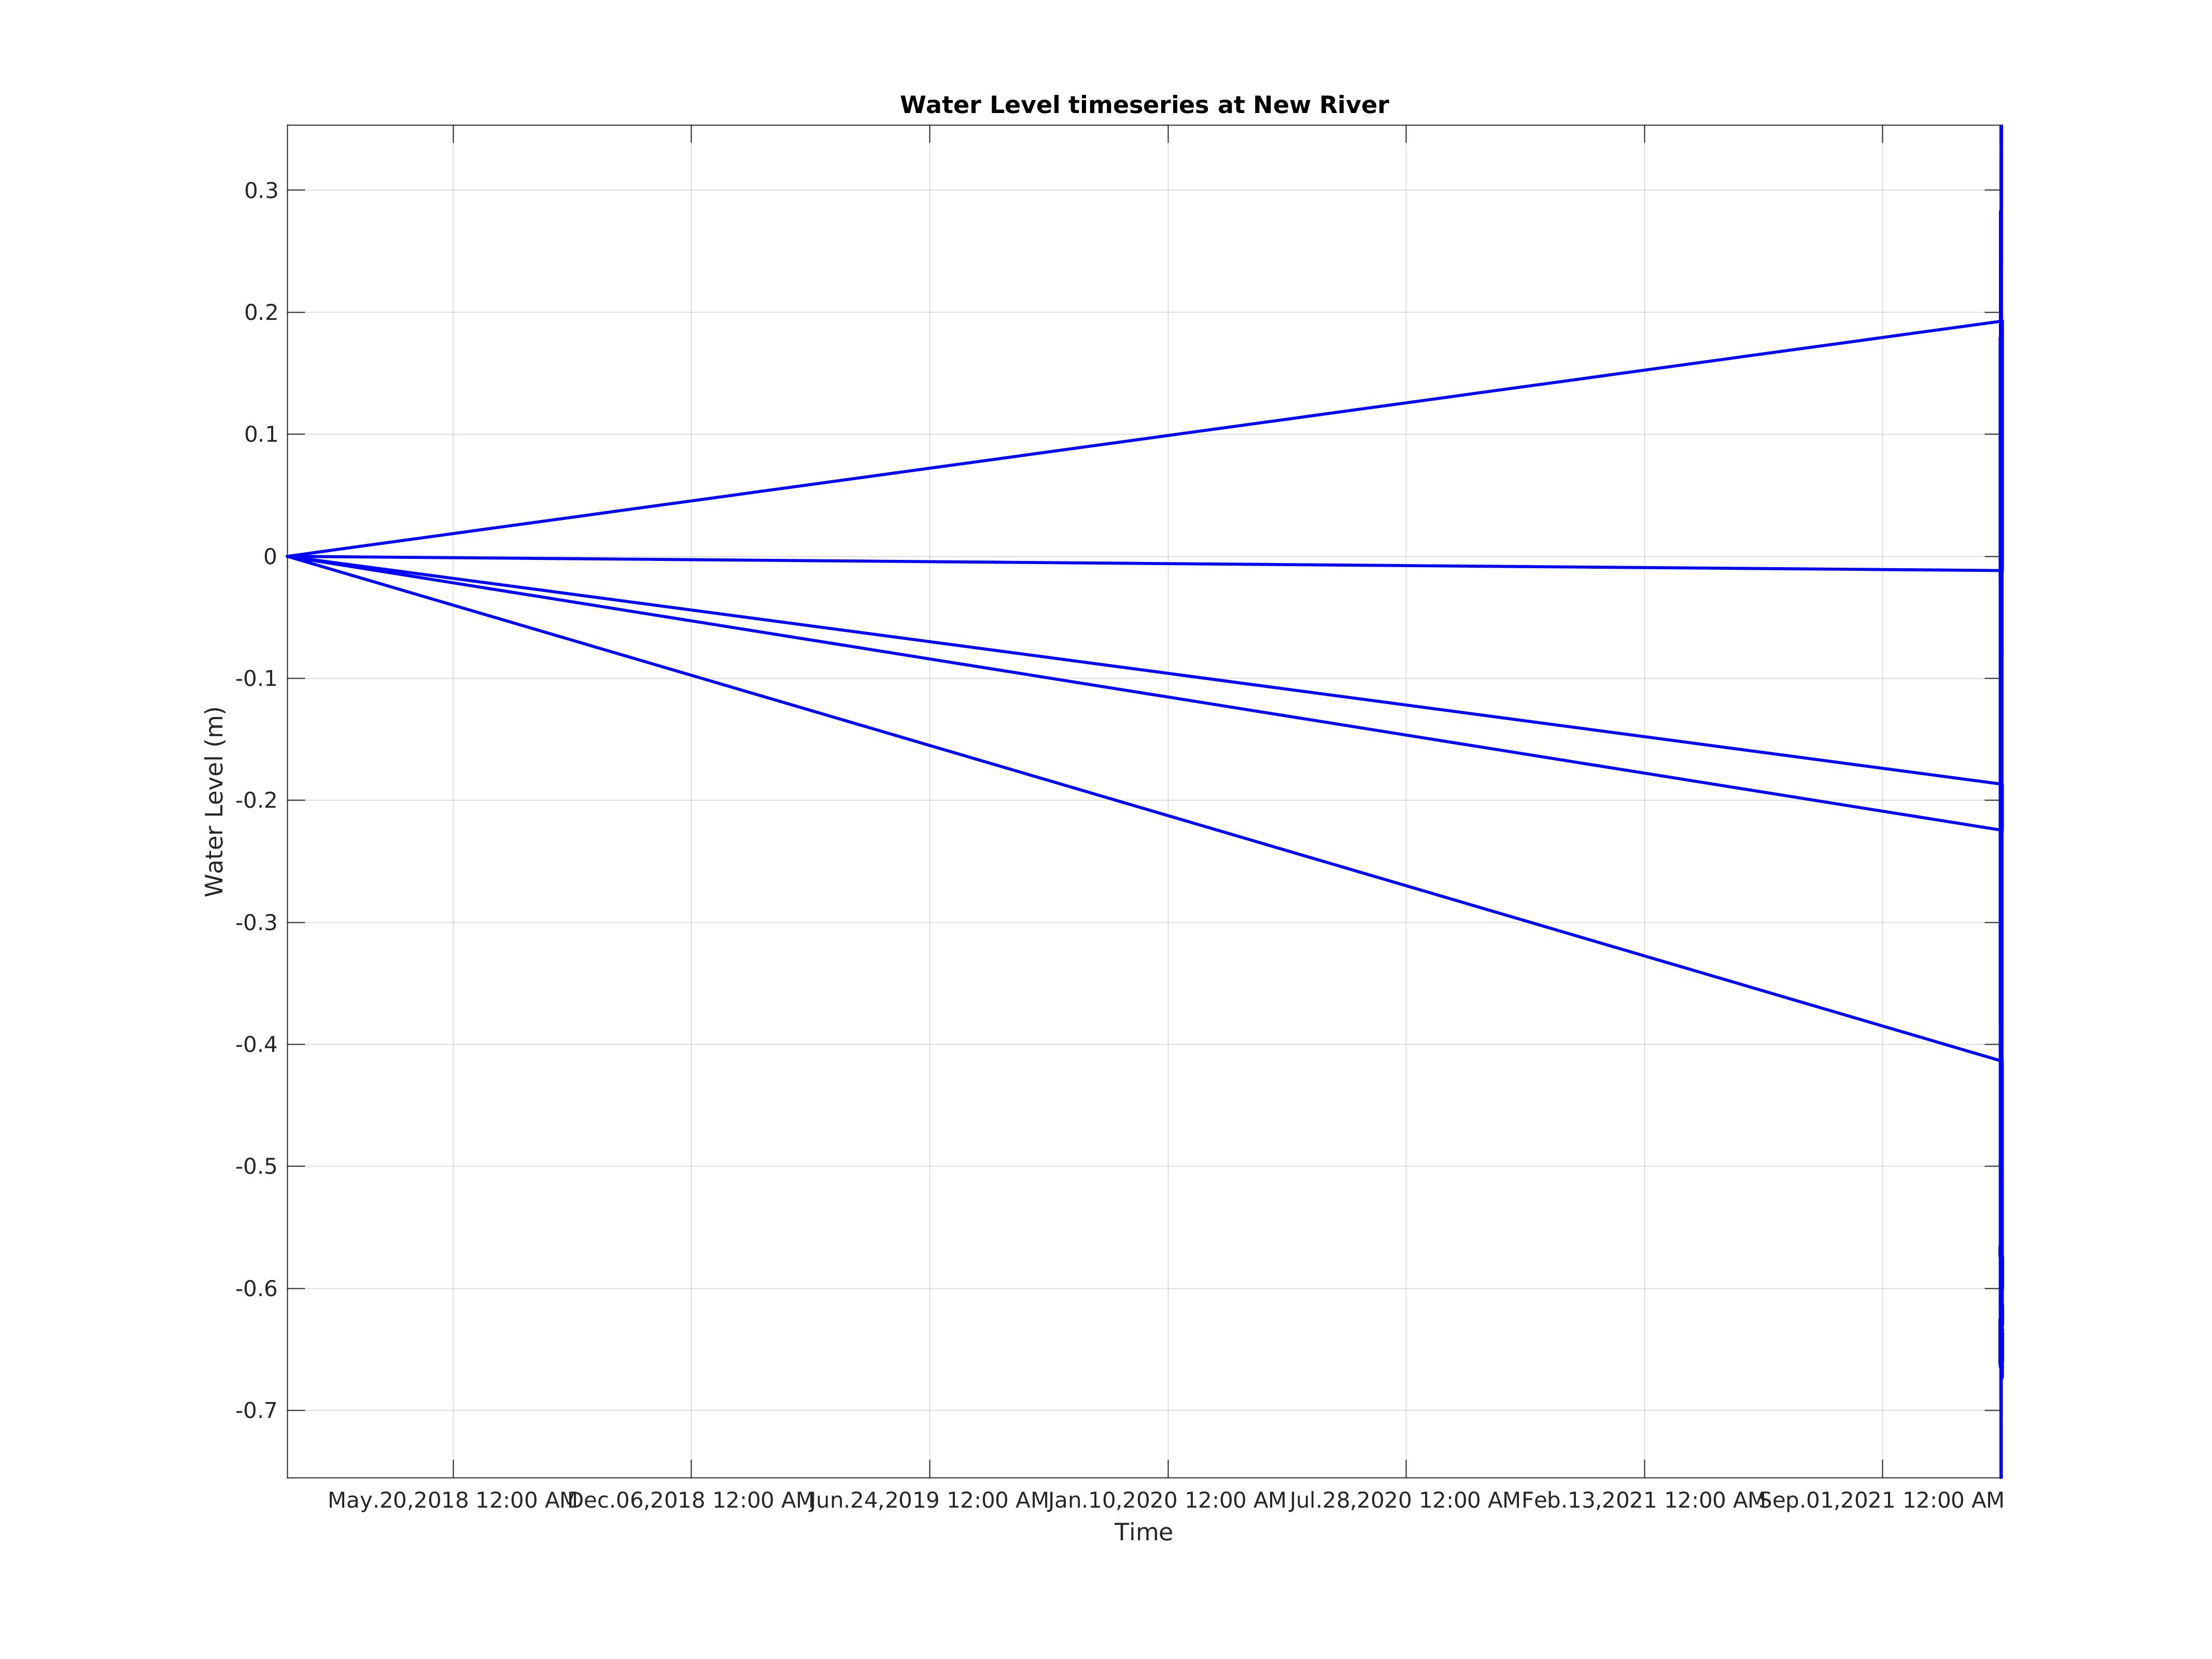 Water Level timeseries at New River
0.3
0.2
0.1
0
-0.1
-0.2
-0.3
-0.4
-0.5
-0.6
-0.7
Water Level (m)
May.20,2018 12:00 AM Dec.06,2018 12:00 AM Jun.24,2019 12:00 AM Jan.10,2020 12:00 AM Jul.28,2020 12:00 AM Feb.13,2021 12:00 AM Sep.01,2021 12:00 AM
Time